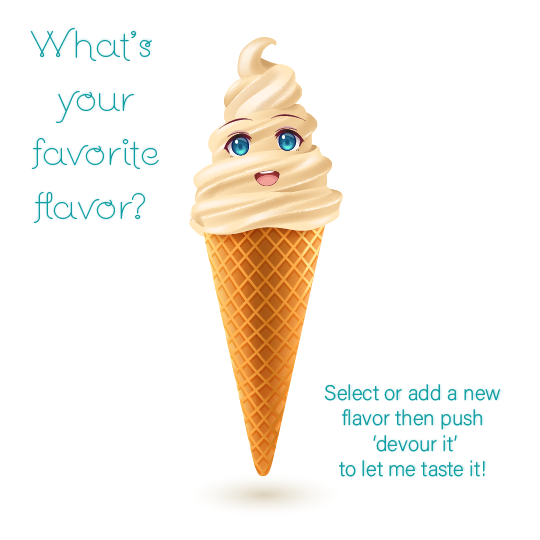 What's
your
favorite
flavor?
Select or add a new
flavor then push
‘devour it’
to let me taste it!